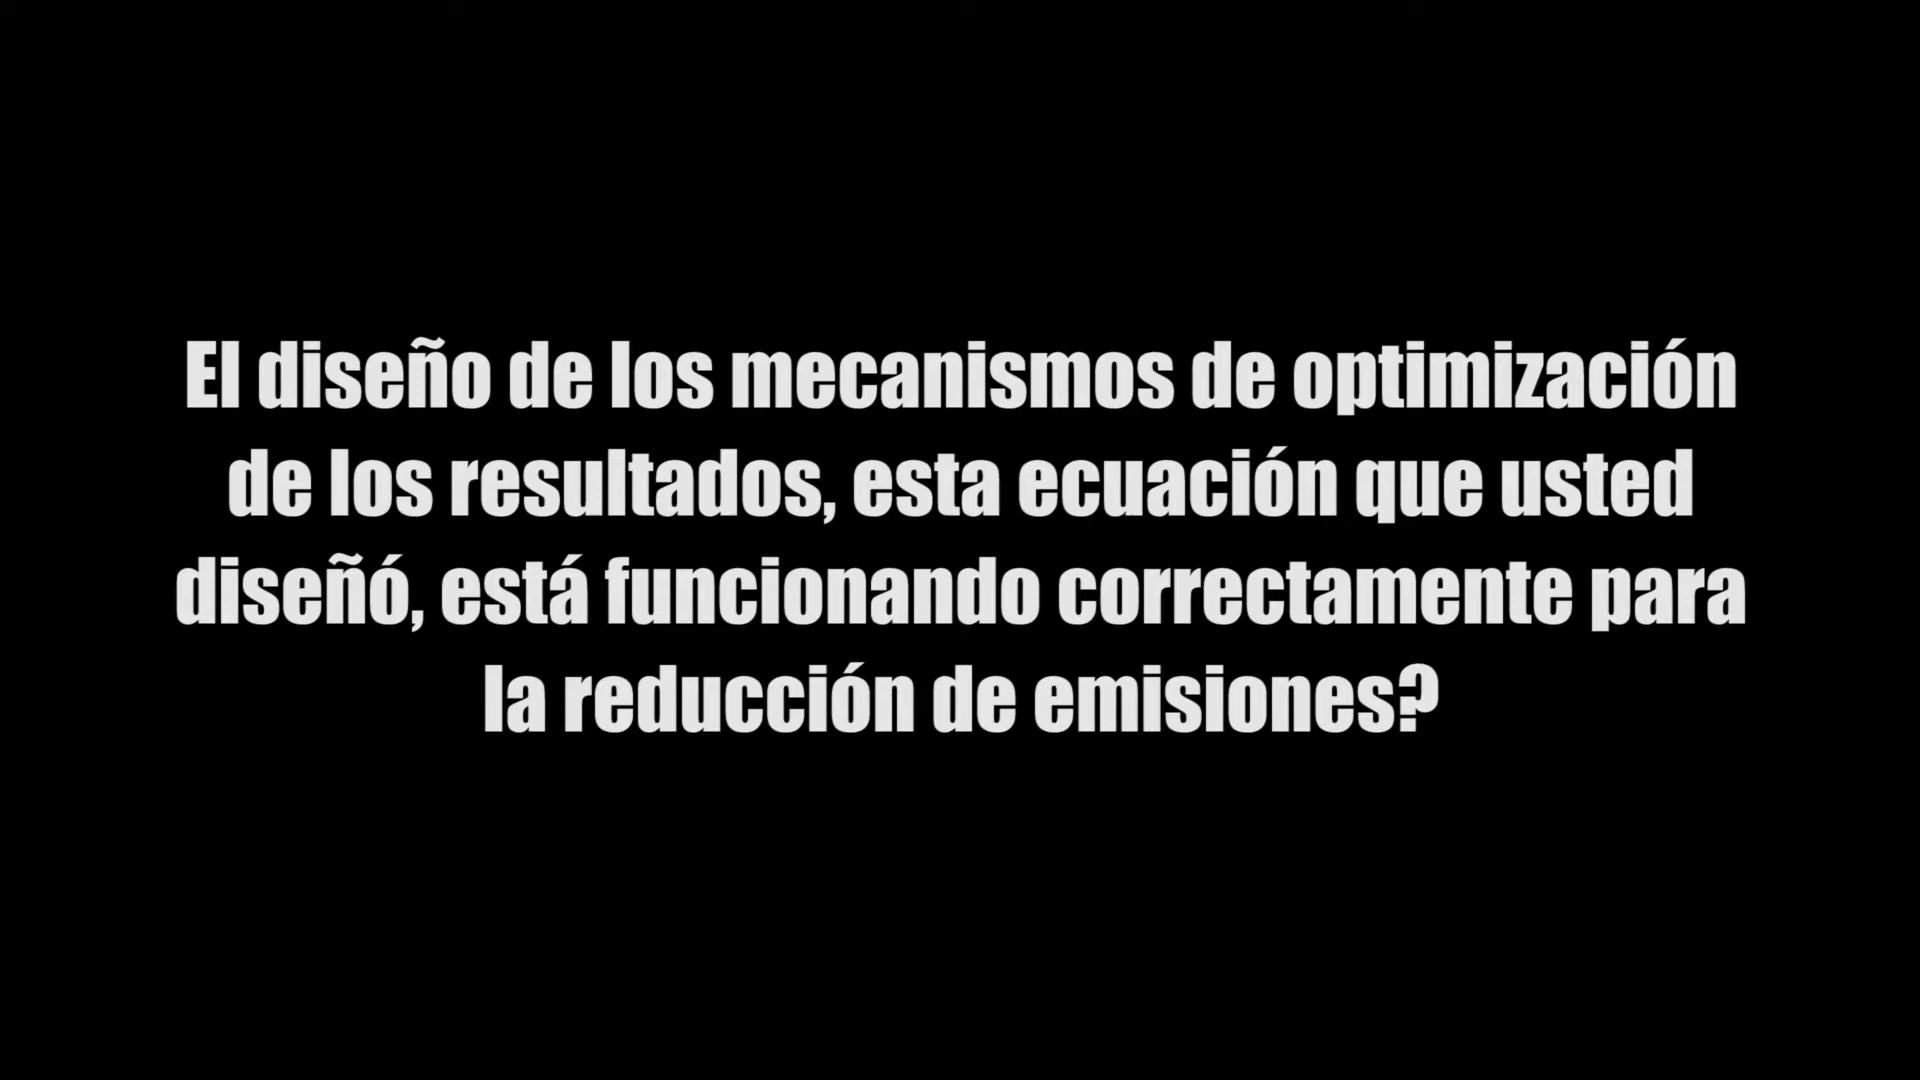 El diseño de los mecanismos de optimización
de los resultados, esta ecuación que usted
diseñó, está funcionando correctamente para
la reducción de emisiones?